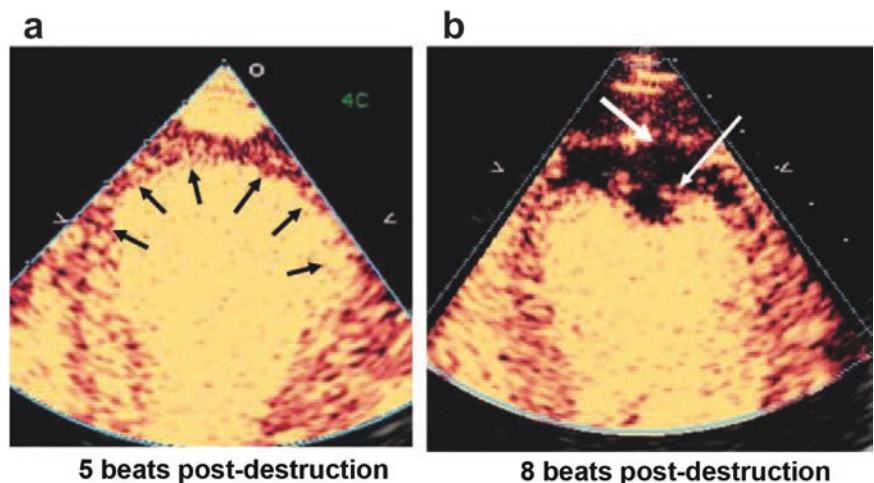 a
b
4C
5 beats post-destruction
8 beats post-destruction